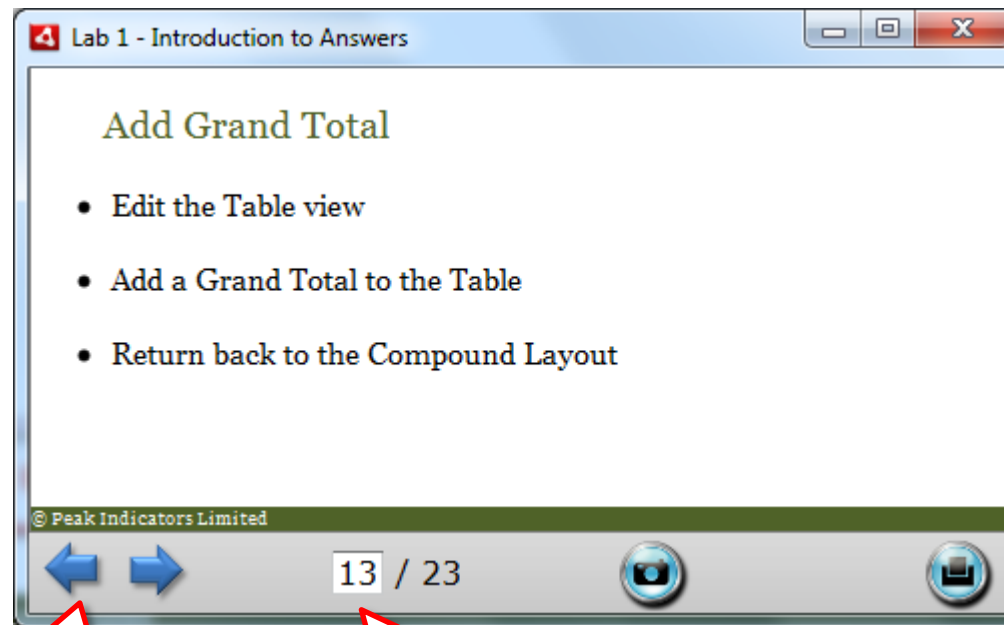 Lab 1 - Introduction to Answers
Add Grand Total
• Edit the Table view
• Add a Grand Total to the Table
• Return back to the Compound Layout
© Peak Indicators Limited
13 / 23